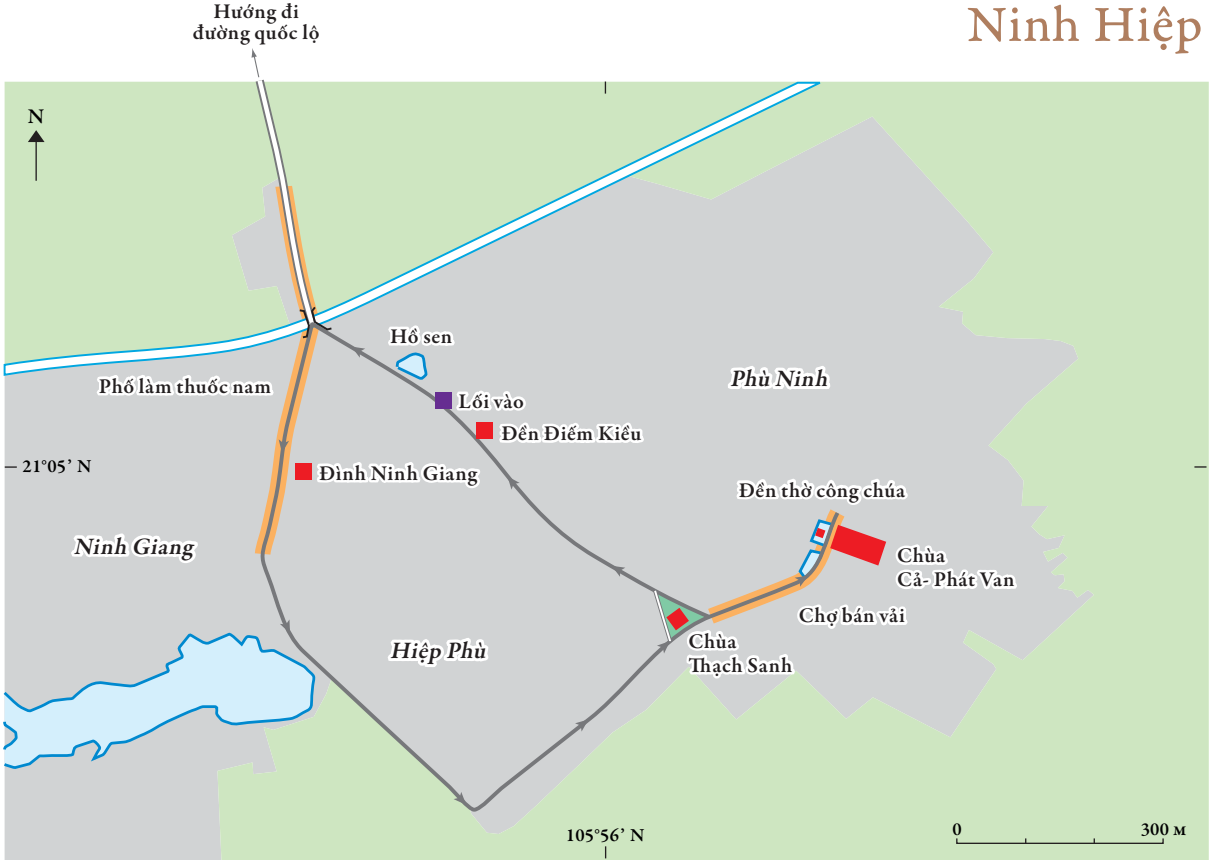 Hướng đi
đường quốc lộ
Ninh Hiệp
N
Hồ sen
Phố làm thuốc nam
Lối vào
Phù Ninh
Đền Điếm Kiều
21°05’ N
Đình Ninh Giang
Đền thờ công chúa
Ninh Giang
Chùa
Cả- Phát Van
Chợ bán vải
Hiệp Phù
Chùa
Thạch Sanh
105°56’ N
0
300 M